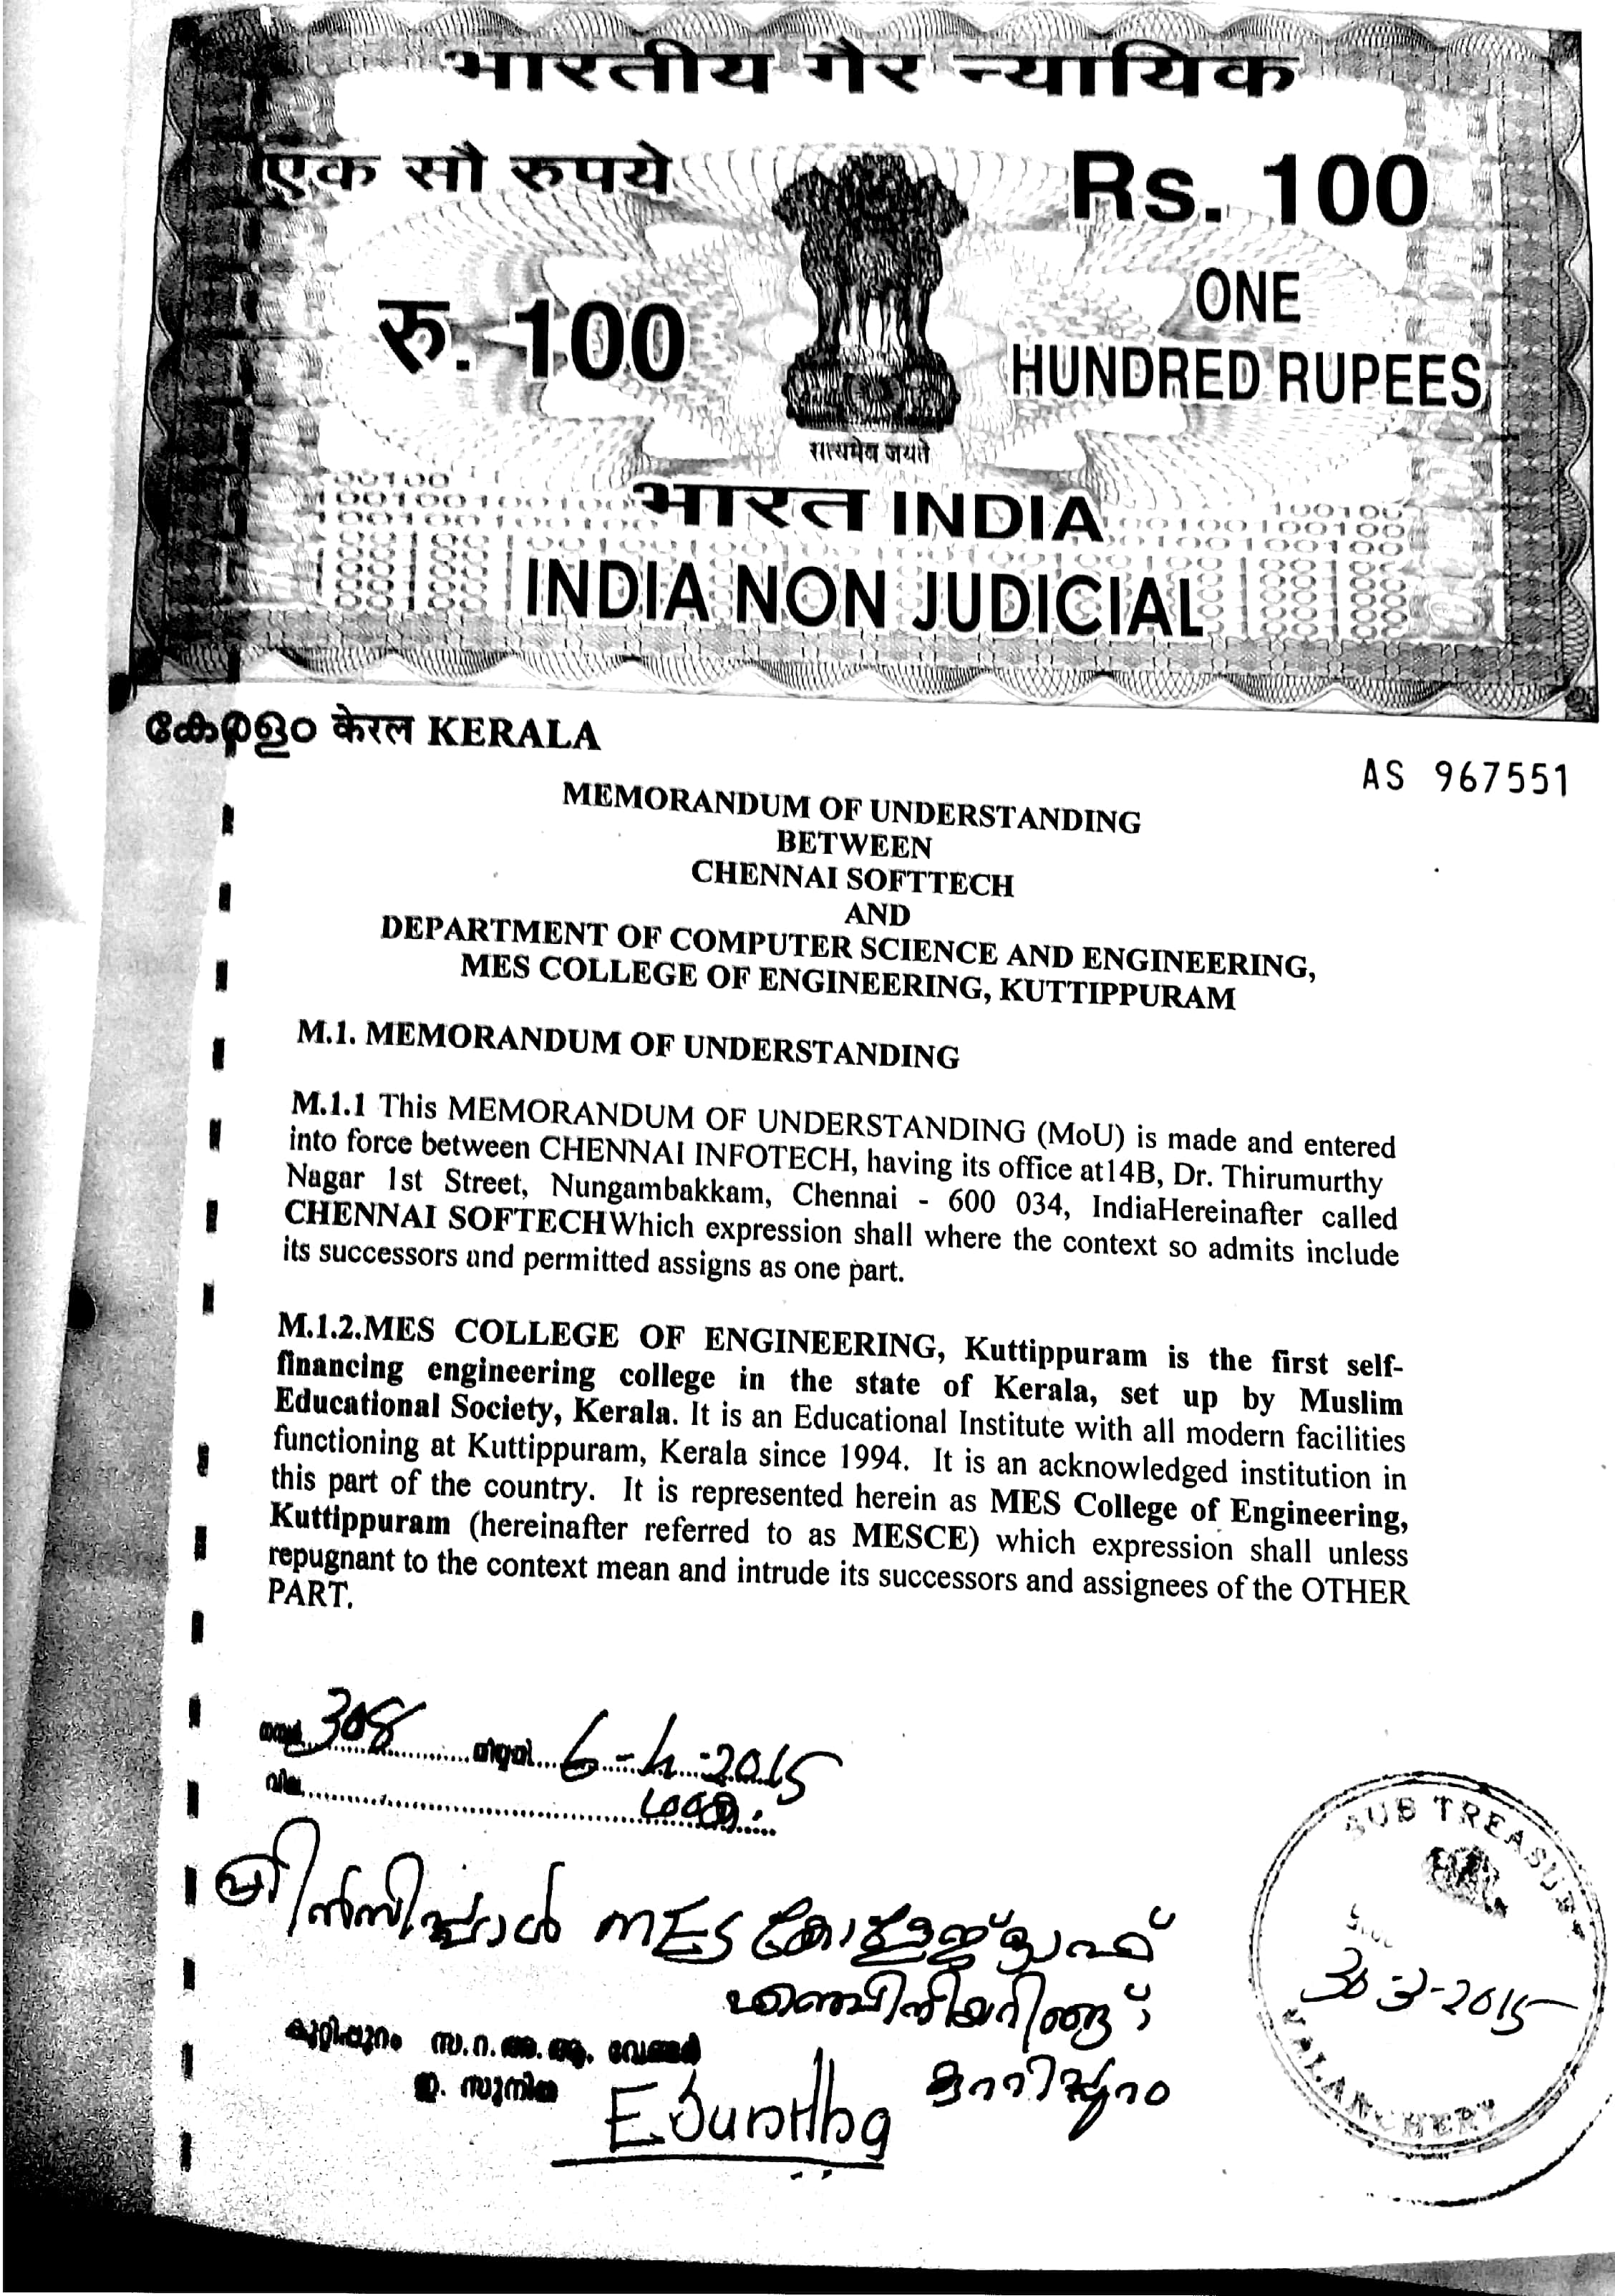 भारतीय गैर न्यायिक
एक सौ रुपये
Rs. 100
रु. 100
ONE
HUNDRED RUPEES
सत्यमेव जयते
भारत INDIA
INDIA NON JUDICIAL
കേരളം केरल KERALA
AS 967551
MEMORANDUM OF UNDERSTANDING
BETWEEN
CHENNAI SOFTTECH
AND
DEPARTMENT OF COMPUTER SCIENCE AND ENGINEERING,
MES COLLEGE OF ENGINEERING, KUTTIPPURAM
M.1. MEMORANDUM OF UNDERSTANDING
M.1.1 This MEMORANDUM OF UNDERSTANDING (MoU) is made and entered
into force between CHENNAI INFOTECH, having its office at14B, Dr. Thirumurthy
Nagar 1st Street, Nungambakkam, Chennai - 600 034, IndiaHereinafter called
CHENNAI SOFTECHWhich expression shall where the context so admits include
its successors and permitted assigns as one part.
M.1.2.MES COLLEGE OF ENGINEERING, Kuttippuram is the first self-
financing engineering college in the state of Kerala, set up by Muslim
Educational Society, Kerala. It is an Educational Institute with all modern facilities
functioning at Kuttippuram, Kerala since 1994. It is an acknowledged institution in
this part of the country. It is represented herein as MES College of Engineering,
Kuttippuram (hereinafter referred to as MESCE) which expression shall unless
repugnant to the context mean and intrude its successors and assignees of the OTHER
PART.
നമ്പർ 308 തിയ്യതി 6-4-2015
വില
പ്രിൻസിപ്പാൾ MES കോളേജ് ഓഫ്
എഞ്ചിനീയറിങ്ങ്,
കുറ്റിപ്പുറം
കുറ്റിപ്പുറം സ.റ.അ.ആ. വെണ്ടർ
ഇ. സുനിത
SUB TREASURY
30-3-2015
VALANCHERY